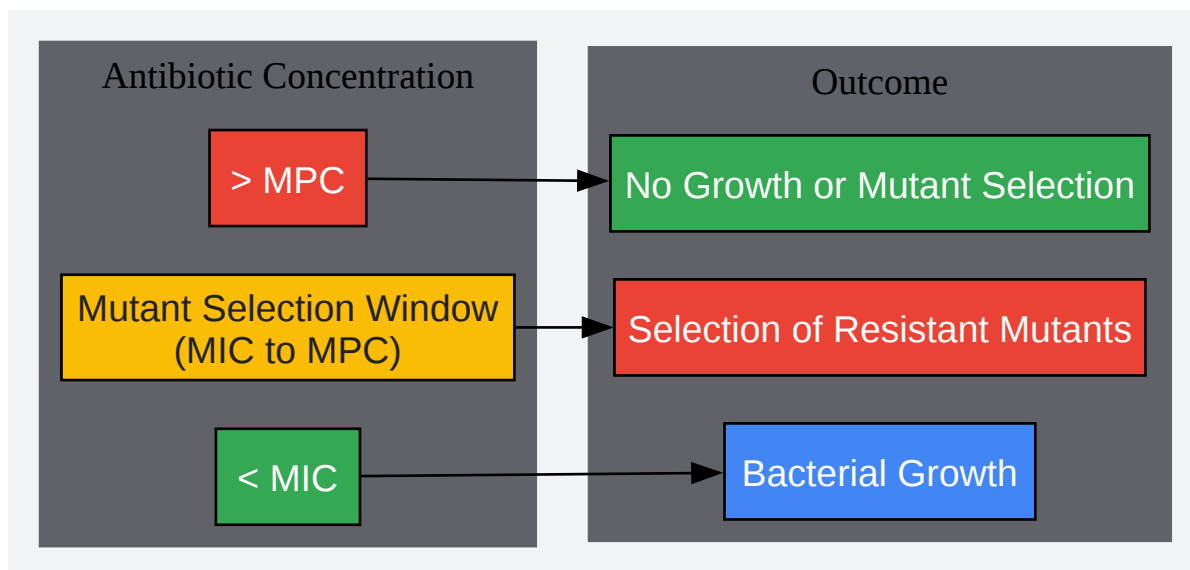 Antibiotic Concentration
> MPC
Mutant Selection Window
(MIC to MPC)
< MIC
Outcome
No Growth or Mutant Selection
Selection of Resistant Mutants
Bacterial Growth